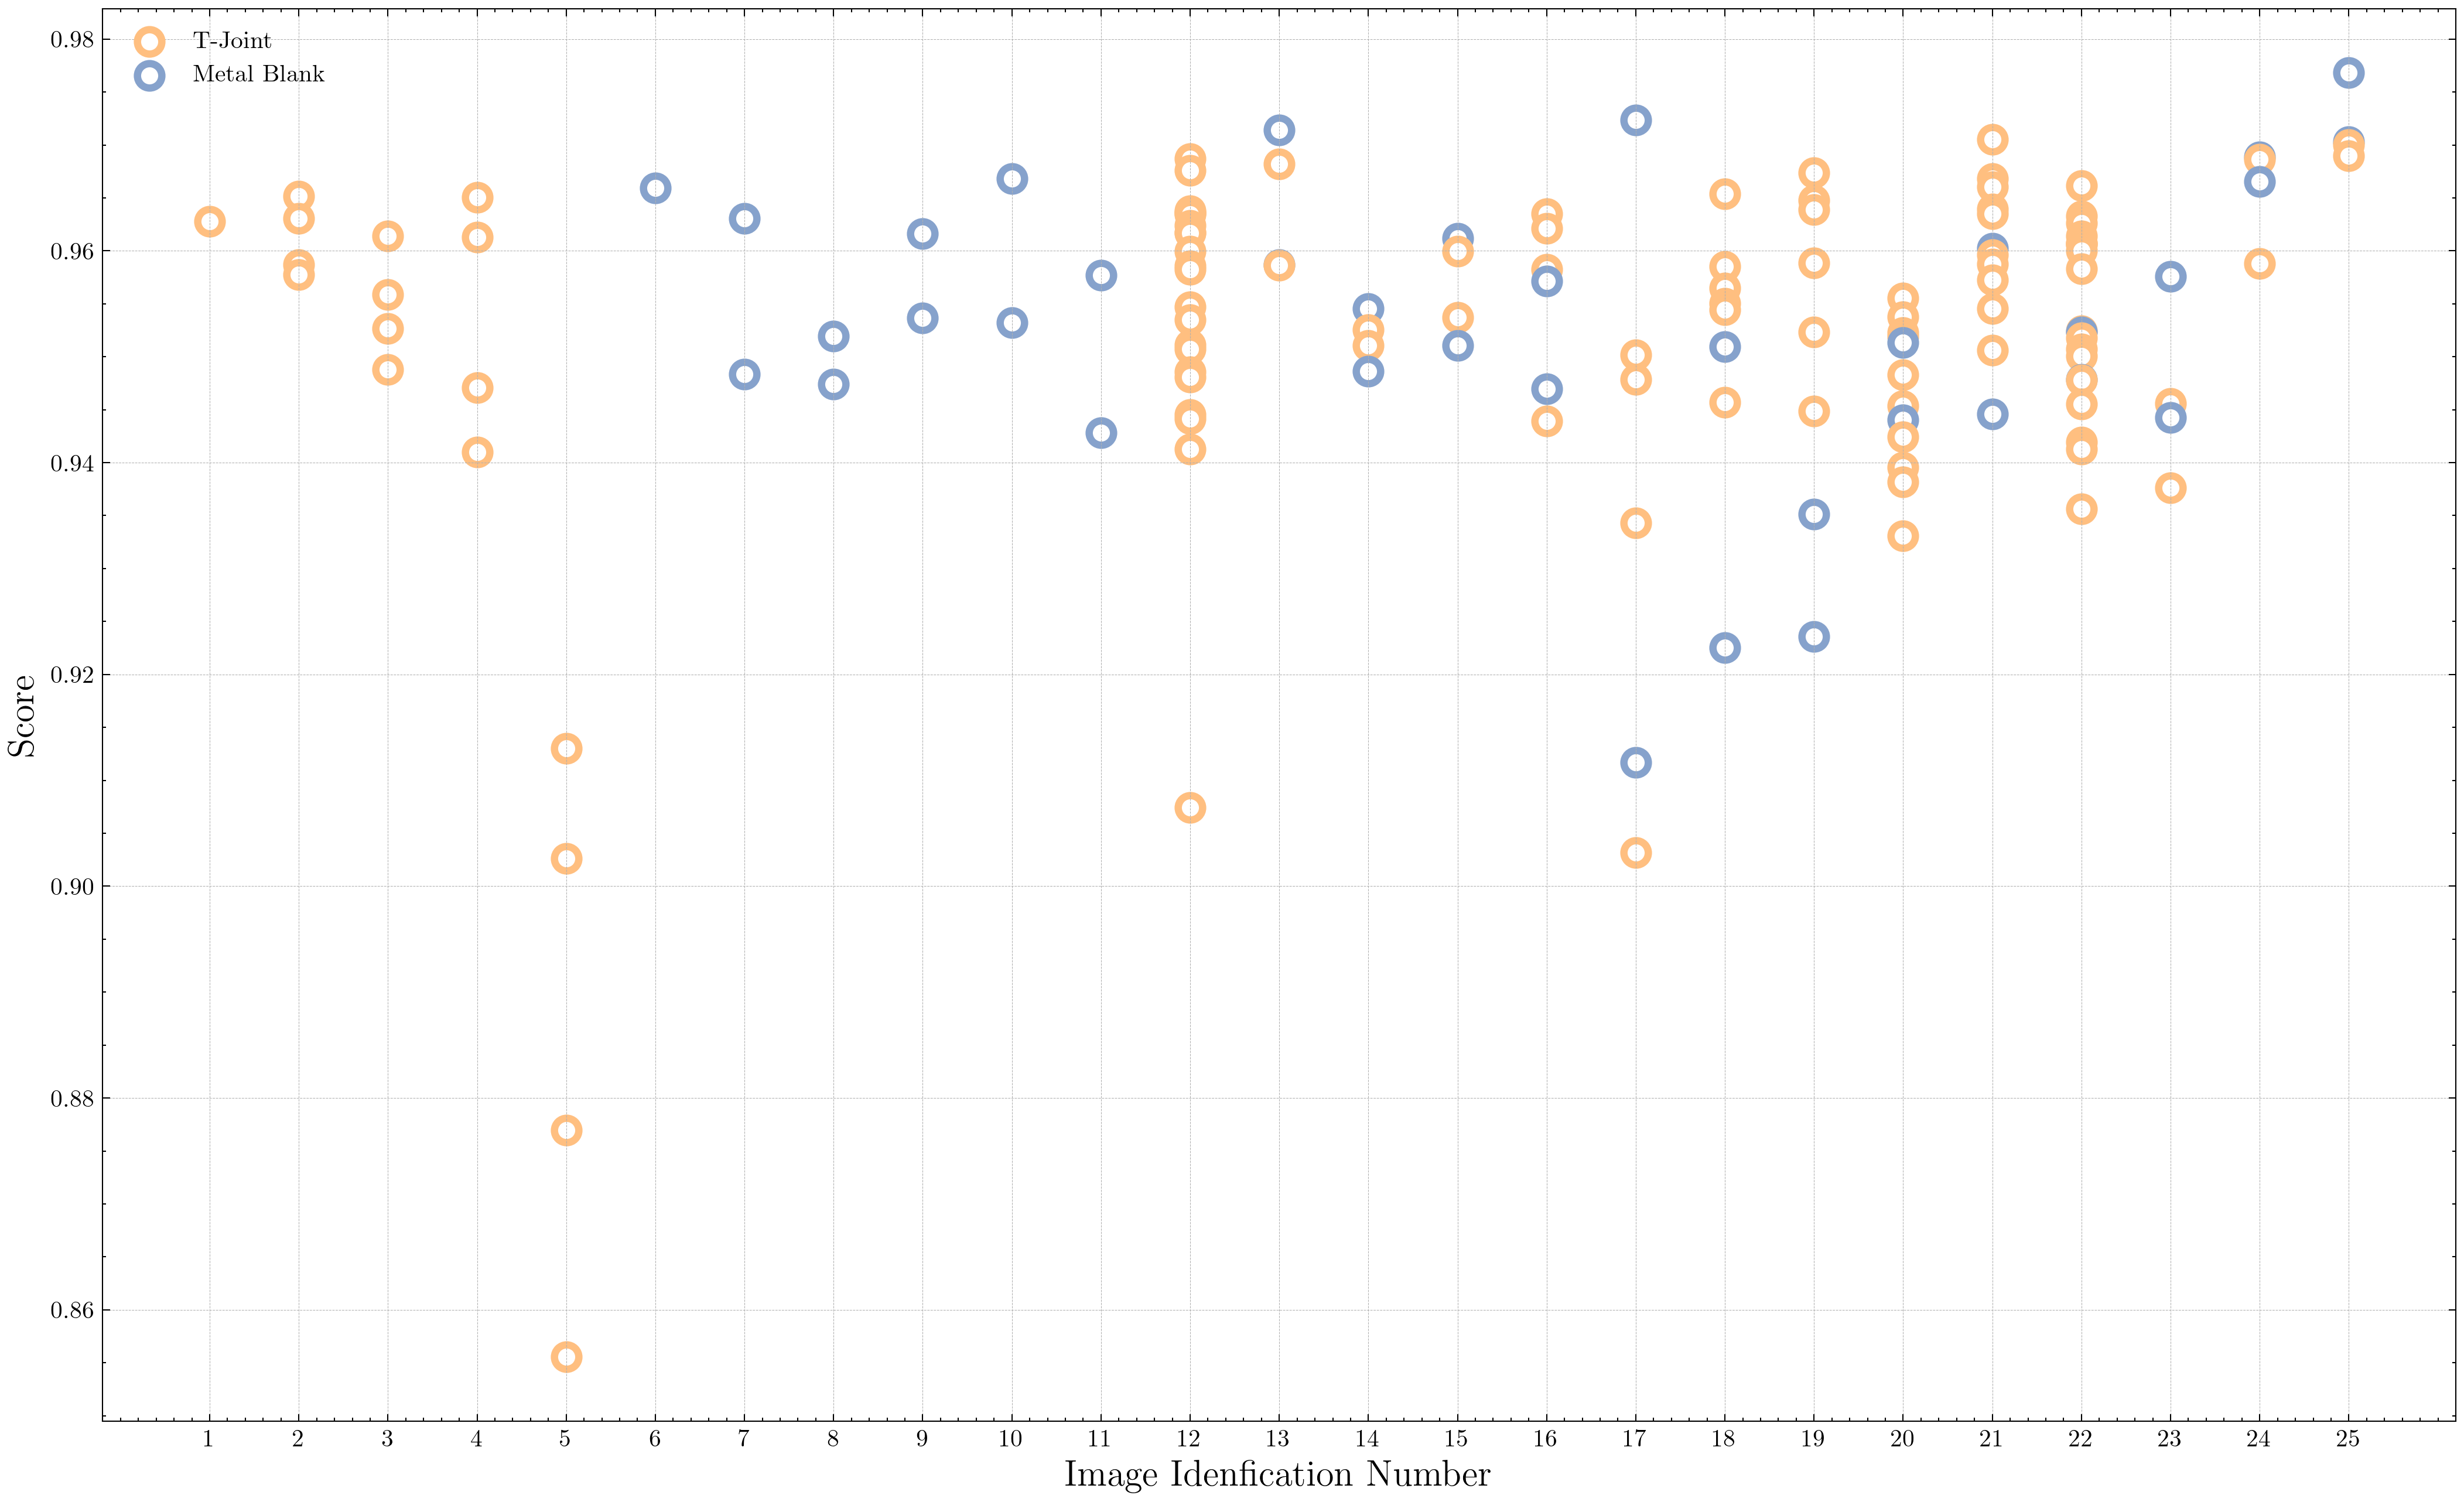 T-Joint
Metal Blank
0.98
0.96
0.94
0.92
0.90
0.88
0.86
Score
1 2 3 4 5 6 7 8 9 10 11 12 13 14 15 16 17 18 19 20 21 22 23 24 25
Image Idenfication Number